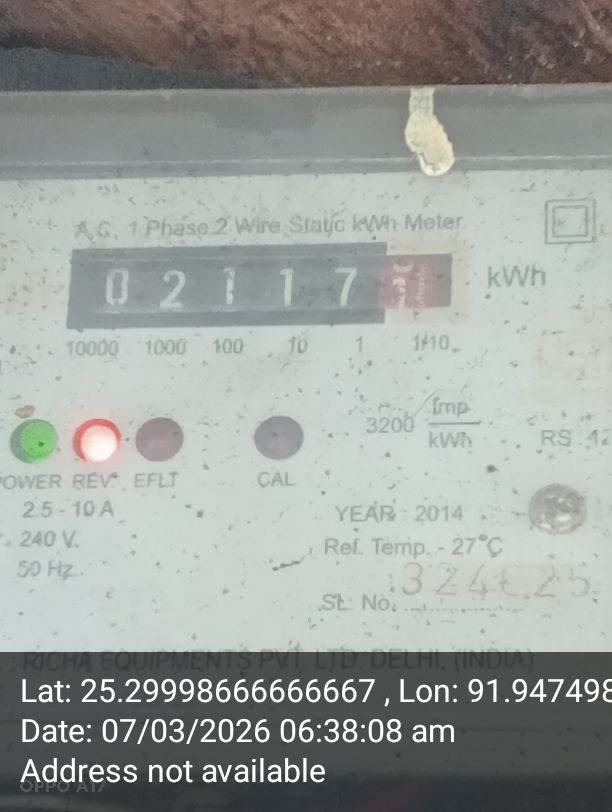 A.C. 1 Phase 2 Wire Static kWh Meter
0 2 1 1 7 kWh
10000 1000 100 10 1 1/10
3200 Imp/kWh
RS: 12
POWER REV EFLT CAL
2.5 - 10 A
YEAR : 2014
240 V.
Ref. Temp. - 27°C
50 Hz
SL. No.
RICHA EQUIPMENTS PVT. LTD. DELHI, (INDIA)
Lat: 25.29998666666667 , Lon: 91.947498
Date: 07/03/2026 06:38:08 am
Address not available
OPPO A17